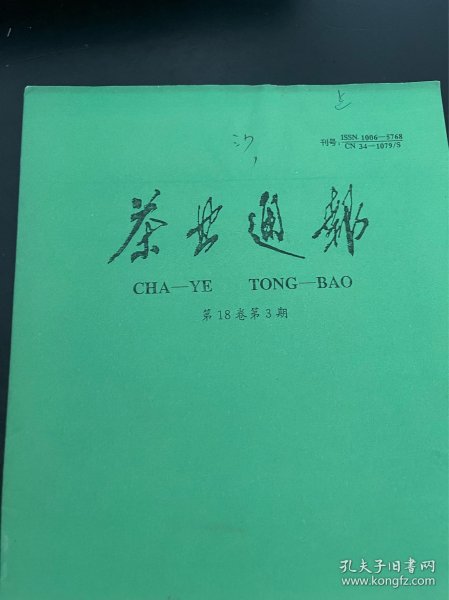 刊号:ISSN 1006—5768
CN 34—1079/S
茶业通报
CHA—YE TONG—BAO
第18卷第3期
孔夫子旧书网
www.kongfz.com